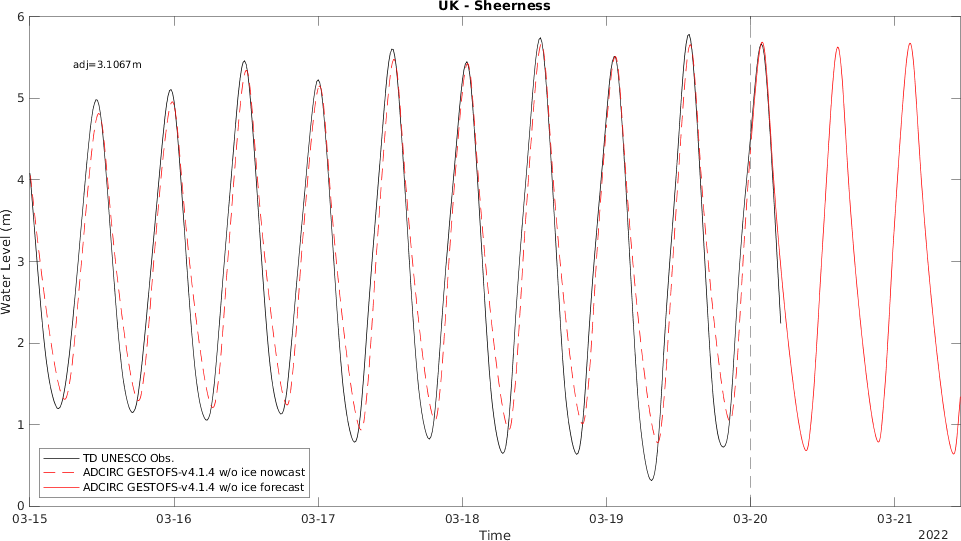 UK - Sheerness
adj=3.1067m
6
5
4
3
2
1
0
Water Level (m)
TD UNESCO Obs.
ADCIRC GESTOFS-v4.1.4 w/o ice nowcast
ADCIRC GESTOFS-v4.1.4 w/o ice forecast
03-15 03-16 03-17 03-18 03-19 03-20 03-21
Time
2022